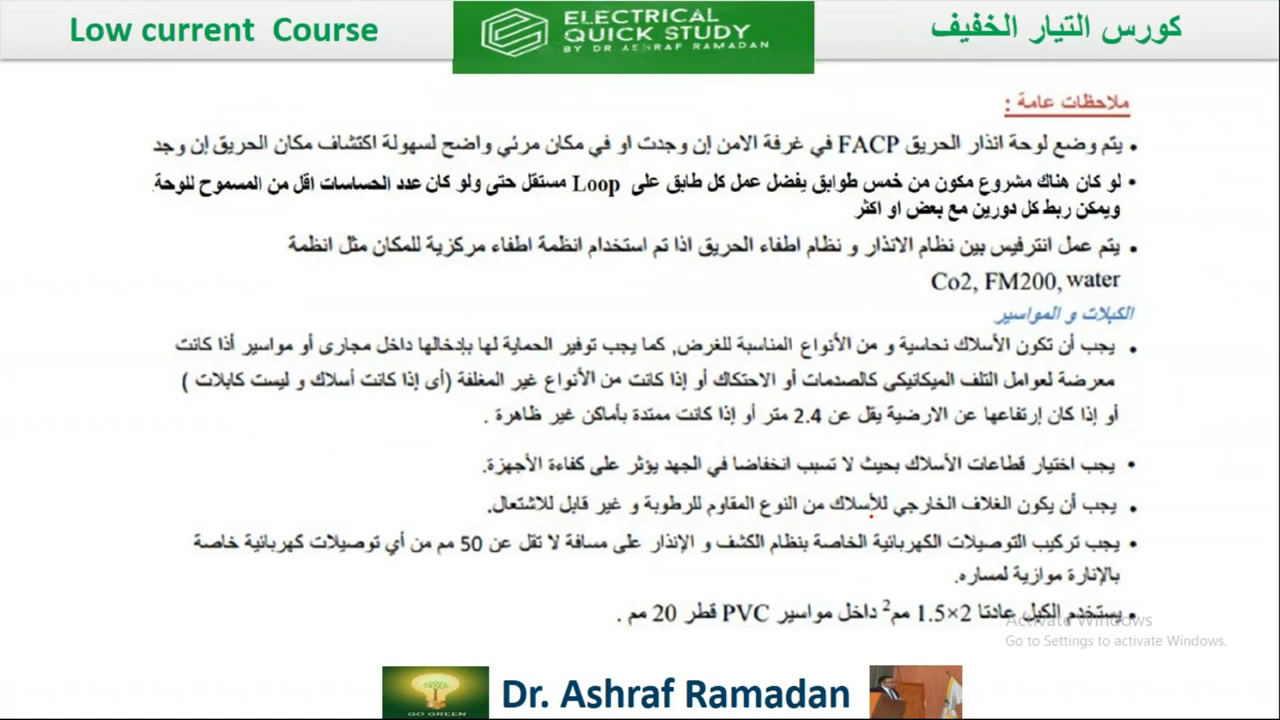 Low current Course
ELECTRICAL
QUICK STUDY
BY DR ASHRAF RAMADAN
كورس التيار الخفيف
ملاحظات عامة :
• يتم وضع لوحة انذار الحريق FACP في غرفة الامن إن وجدت او في مكان مرئي واضح لسهولة اكتشاف مكان الحريق إن وجد
• لو كان هناك مشروع مكون من خمس طوابق يفضل عمل كل طابق على Loop مستقل حتى ولو كان عدد الحساسات اقل من المسموح للوحة
ويمكن ربط كل دورين مع بعض او اكثر
• يتم عمل انترفيس بين نظام الانذار و نظام اطفاء الحريق اذا تم استخدام انظمة اطفاء مركزية للمكان مثل انظمة
Co2, FM200, water
الكبلات و المواسير
• يجب أن تكون الأسلاك نحاسية و من الأنواع المناسبة للغرض, كما يجب توفير الحماية لها بإدخالها داخل مجارى أو مواسير أذا كانت
معرضة لعوامل التلف الميكانيكى كالصدمات أو الاحتكاك أو إذا كانت من الأنواع غير المغلفة (أى إذا كانت أسلاك و ليست كابلات )
أو إذا كان إرتفاعها عن الارضية يقل عن 2.4 متر أو إذا كانت ممتدة بأماكن غير ظاهرة .
• يجب اختيار قطاعات الأسلاك بحيث لا تسبب انخفاضا في الجهد يؤثر على كفاءة الأجهزة.
• يجب أن يكون الغلاف الخارجي للأسلاك من النوع المقاوم للرطوبة و غير قابل للاشتعال.
• يجب تركيب التوصيلات الكهربائية الخاصة بنظام الكشف و الإنذار على مسافة لا تقل عن 50 مم من أي توصيلات كهربائية خاصة
بالإنارة موازية لمساره.
• يستخدم الكبل عادتا 2×1.5 مم² داخل مواسير PVC قطر 20 مم .
Activate Windows
Go to Settings to activate Windows.
GO GREEN
Dr. Ashraf Ramadan